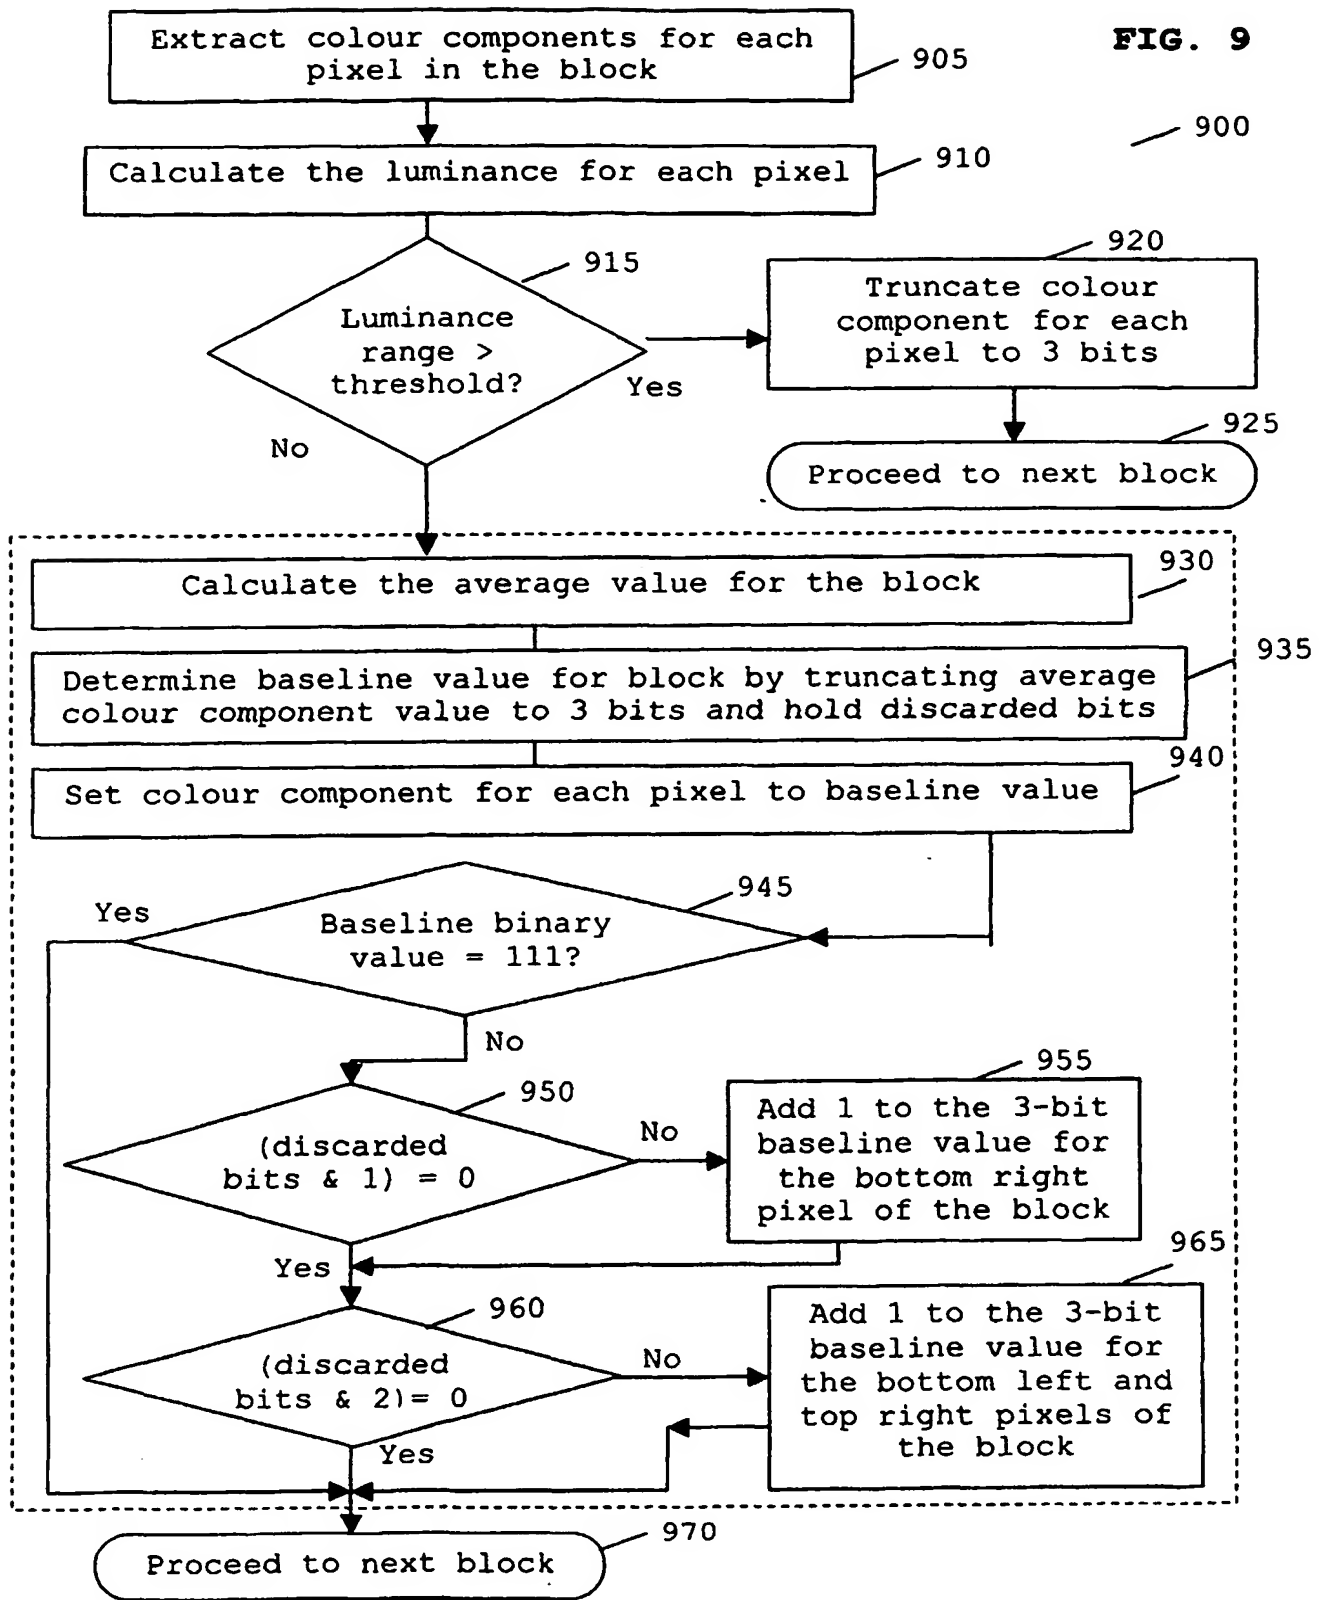 Extract colour components for each
pixel in the block
FIG. 9
905
900
Calculate the luminance for each pixel
910
915
920
Luminance
range >
threshold?
Yes
No
Truncate colour
component for each
pixel to 3 bits
925
Proceed to next block
Calculate the average value for the block
930
Determine baseline value for block by truncating average
colour component value to 3 bits and hold discarded bits
935
Set colour component for each pixel to baseline value
940
945
Yes
Baseline binary
value = 111?
No
950
(discarded
bits & 1) = 0
No
955
Add 1 to the 3-bit
baseline value for
the bottom right
pixel of the block
Yes
960
(discarded
bits & 2)= 0
No
965
Add 1 to the 3-bit
baseline value for
the bottom left and
top right pixels of
the block
Yes
970
Proceed to next block